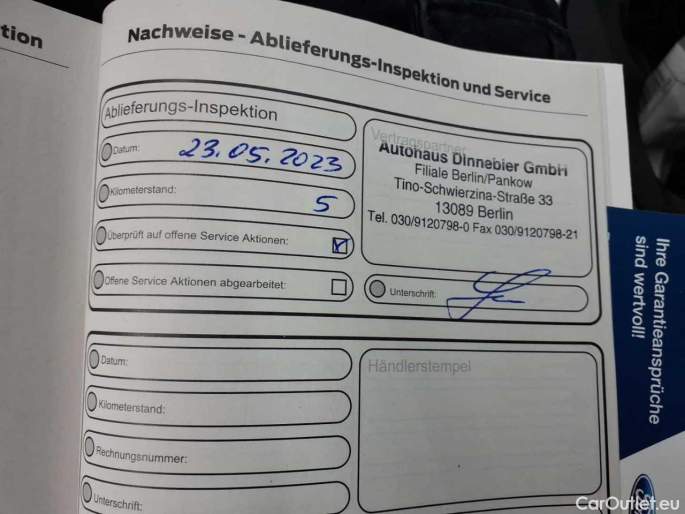 tion
Nachweise - Ablieferungs-Inspektion und Service
Ablieferungs-Inspektion
Datum: 23.05.2023
Kilometerstand: 5
Überprüft auf offene Service Aktionen:
Offene Service Aktionen abgearbeitet:
Vertragspartner
Autohaus Dinnebier GmbH
Filiale Berlin/Pankow
Tino-Schwierzina-Straße 33
13089 Berlin
Tel. 030/9120798-0 Fax 030/9120798-21
Unterschrift:
Datum:
Kilometerstand:
Rechnungsnummer:
Unterschrift:
Händlerstempel
Ihre Garantieansprüche
sind wertvoll!
CarOutlet.eu